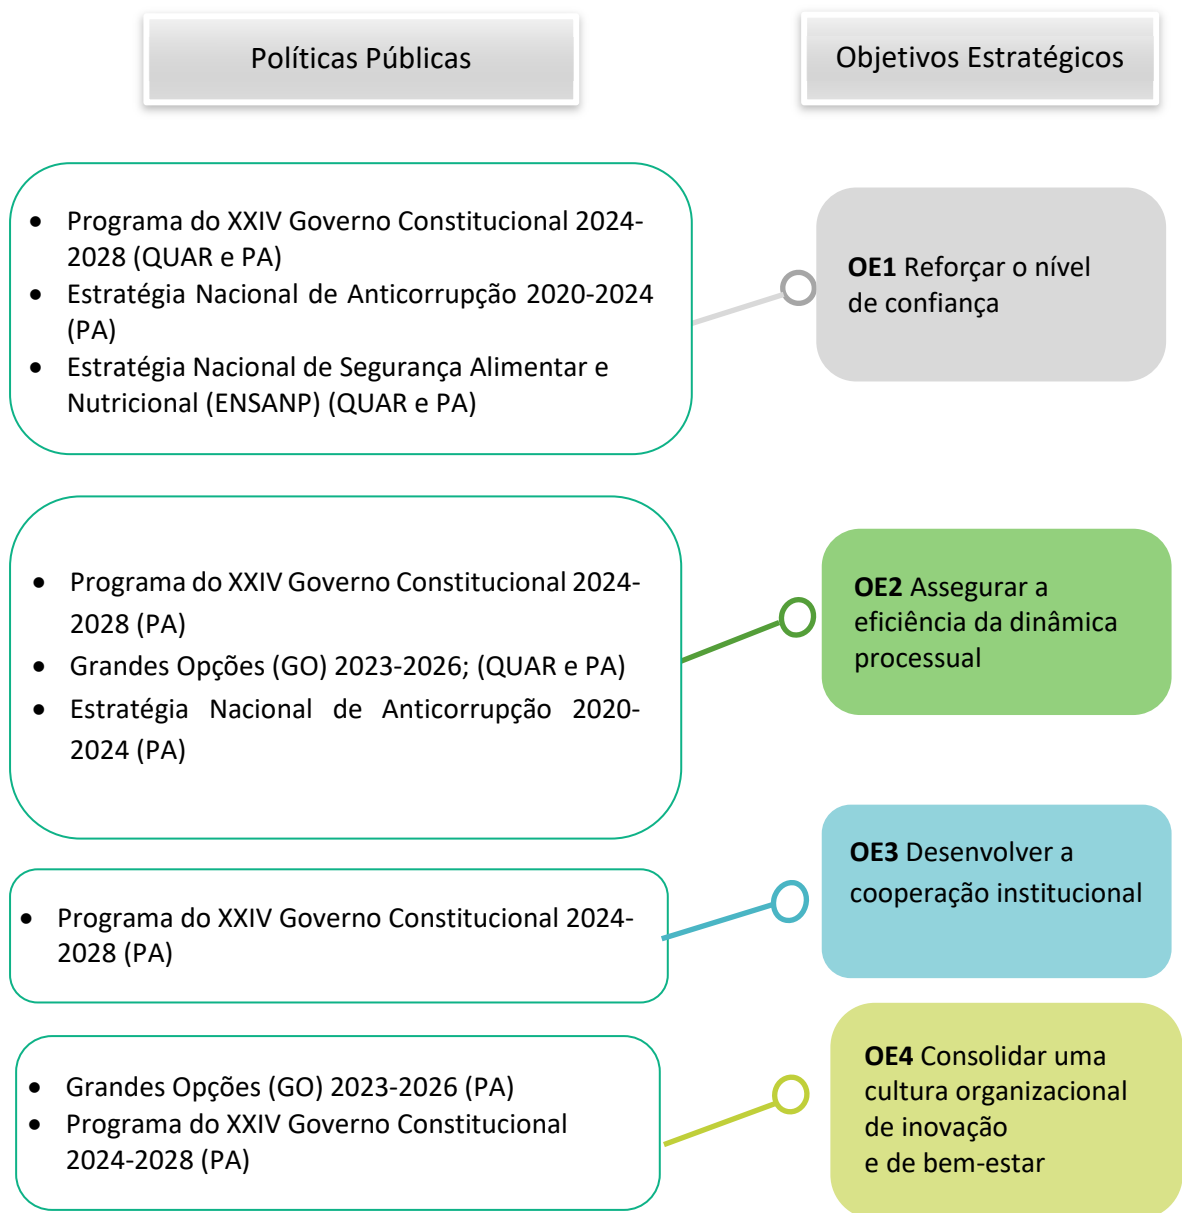 Políticas Públicas
Objetivos Estratégicos
• Programa do XXIV Governo Constitucional 2024-
2028 (QUAR e PA)
• Estratégia Nacional de Anticorrupção 2020-2024
(PA)
• Estratégia Nacional de Segurança Alimentar e
Nutricional (ENSANP) (QUAR e PA)
OE1 Reforçar o nível
de confiança
• Programa do XXIV Governo Constitucional 2024-
2028 (PA)
• Grandes Opções (GO) 2023-2026; (QUAR e PA)
• Estratégia Nacional de Anticorrupção 2020-
2024 (PA)
OE2 Assegurar a
eficiência da dinâmica
processual
• Programa do XXIV Governo Constitucional 2024-
2028 (PA)
OE3 Desenvolver a
cooperação institucional
• Grandes Opções (GO) 2023-2026 (PA)
• Programa do XXIV Governo Constitucional
2024-2028 (PA)
OE4 Consolidar uma
cultura organizacional
de inovação
e de bem-estar